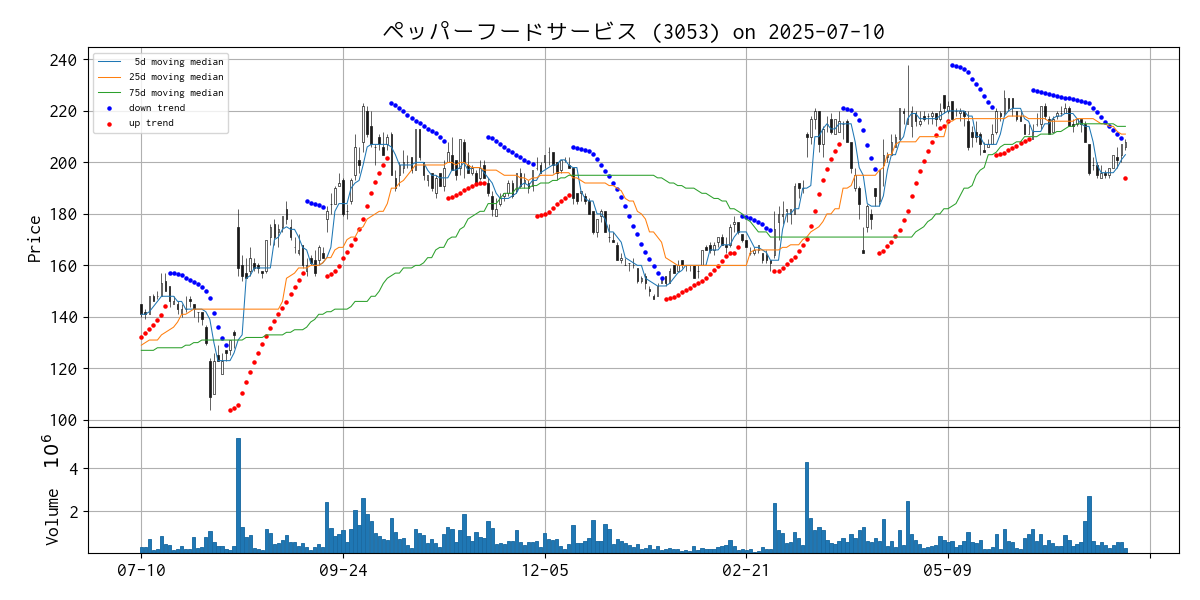 ペッパーフードサービス (3053) on 2025-07-10
240
220
200
180
160
140
120
100
Price
5d moving median
25d moving median
75d moving median
down trend
up trend
Volume 10^6
4
2
07-10
09-24
12-05
02-21
05-09